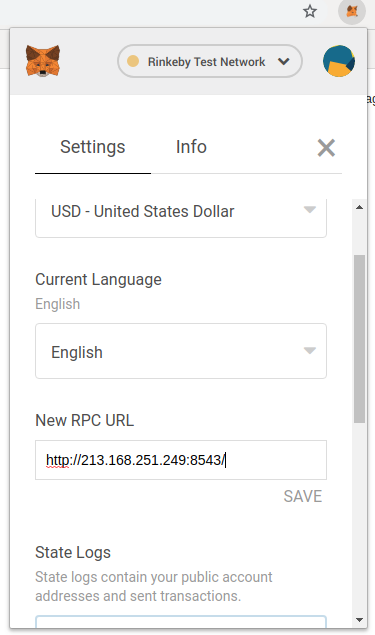 Rinkeby Test Network
Settings
Info
USD - United States Dollar
Current Language
English
English
New RPC URL
http://213.168.251.249:8543/
SAVE
State Logs
State logs contain your public account
addresses and sent transactions.